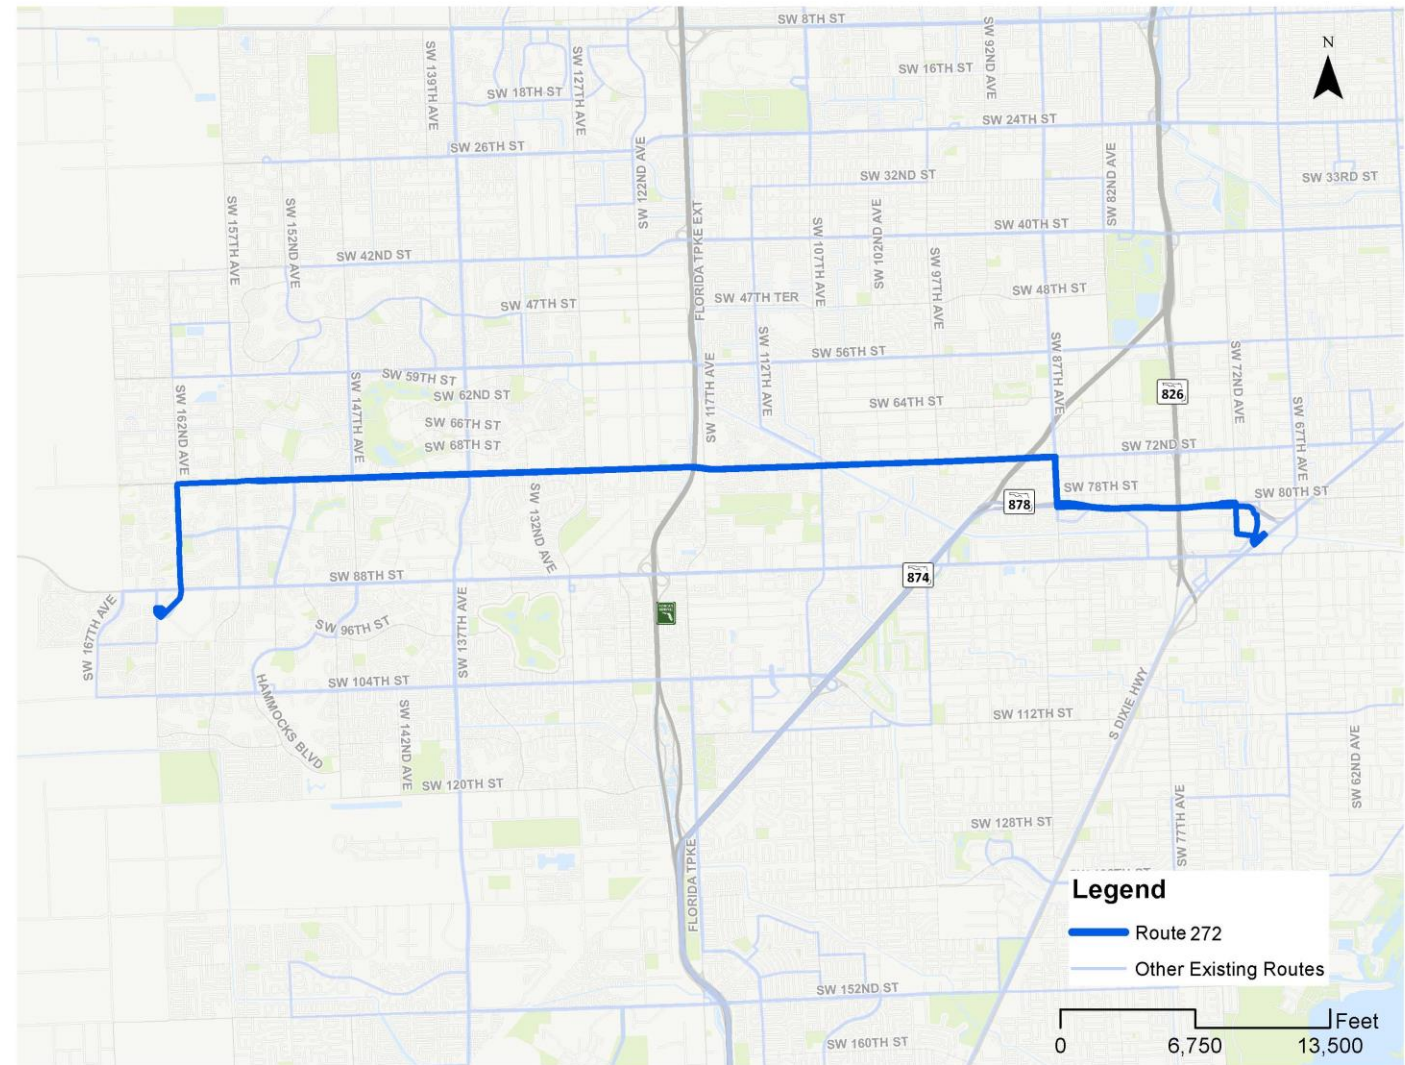 SW 8TH ST
N
SW 139TH AVE
SW 127TH AVE
SW 92ND AVE
SW 16TH ST
SW 18TH ST
SW 24TH ST
SW 26TH ST
SW 122ND AVE
SW 82ND AVE
SW 32ND ST
SW 33RD ST
SW 157TH AVE
SW 152ND AVE
FLORIDA TPKE EXT
SW 107TH AVE
SW 102ND AVE
SW 97TH AVE
SW 40TH ST
SW 42ND ST
SW 47TH ST
SW 47TH TER
SW 48TH ST
SW 112TH AVE
SW 87TH AVE
SW 72ND AVE
SW 56TH ST
SW 117TH AVE
SW 162ND AVE
SW 147TH AVE
SW 59TH ST
SW 62ND ST
826
SW 67TH AVE
SW 64TH ST
SW 66TH ST
SW 68TH ST
SW 72ND ST
SW 78TH ST
SW 80TH ST
SW 132ND AVE
878
SW 88TH ST
874
SW 167TH AVE
SW 96TH ST
SW 137TH AVE
SW 104TH ST
HAMMOCKS BLVD
SW 142ND AVE
S DIXIE HWY
SW 112TH ST
SW 62ND AVE
SW 120TH ST
SW 128TH ST
SW 77TH AVE
FLORIDA TPKE
Legend
Route 272
Other Existing Routes
SW 152ND ST
SW 160TH ST
Feet
0 6,750 13,500